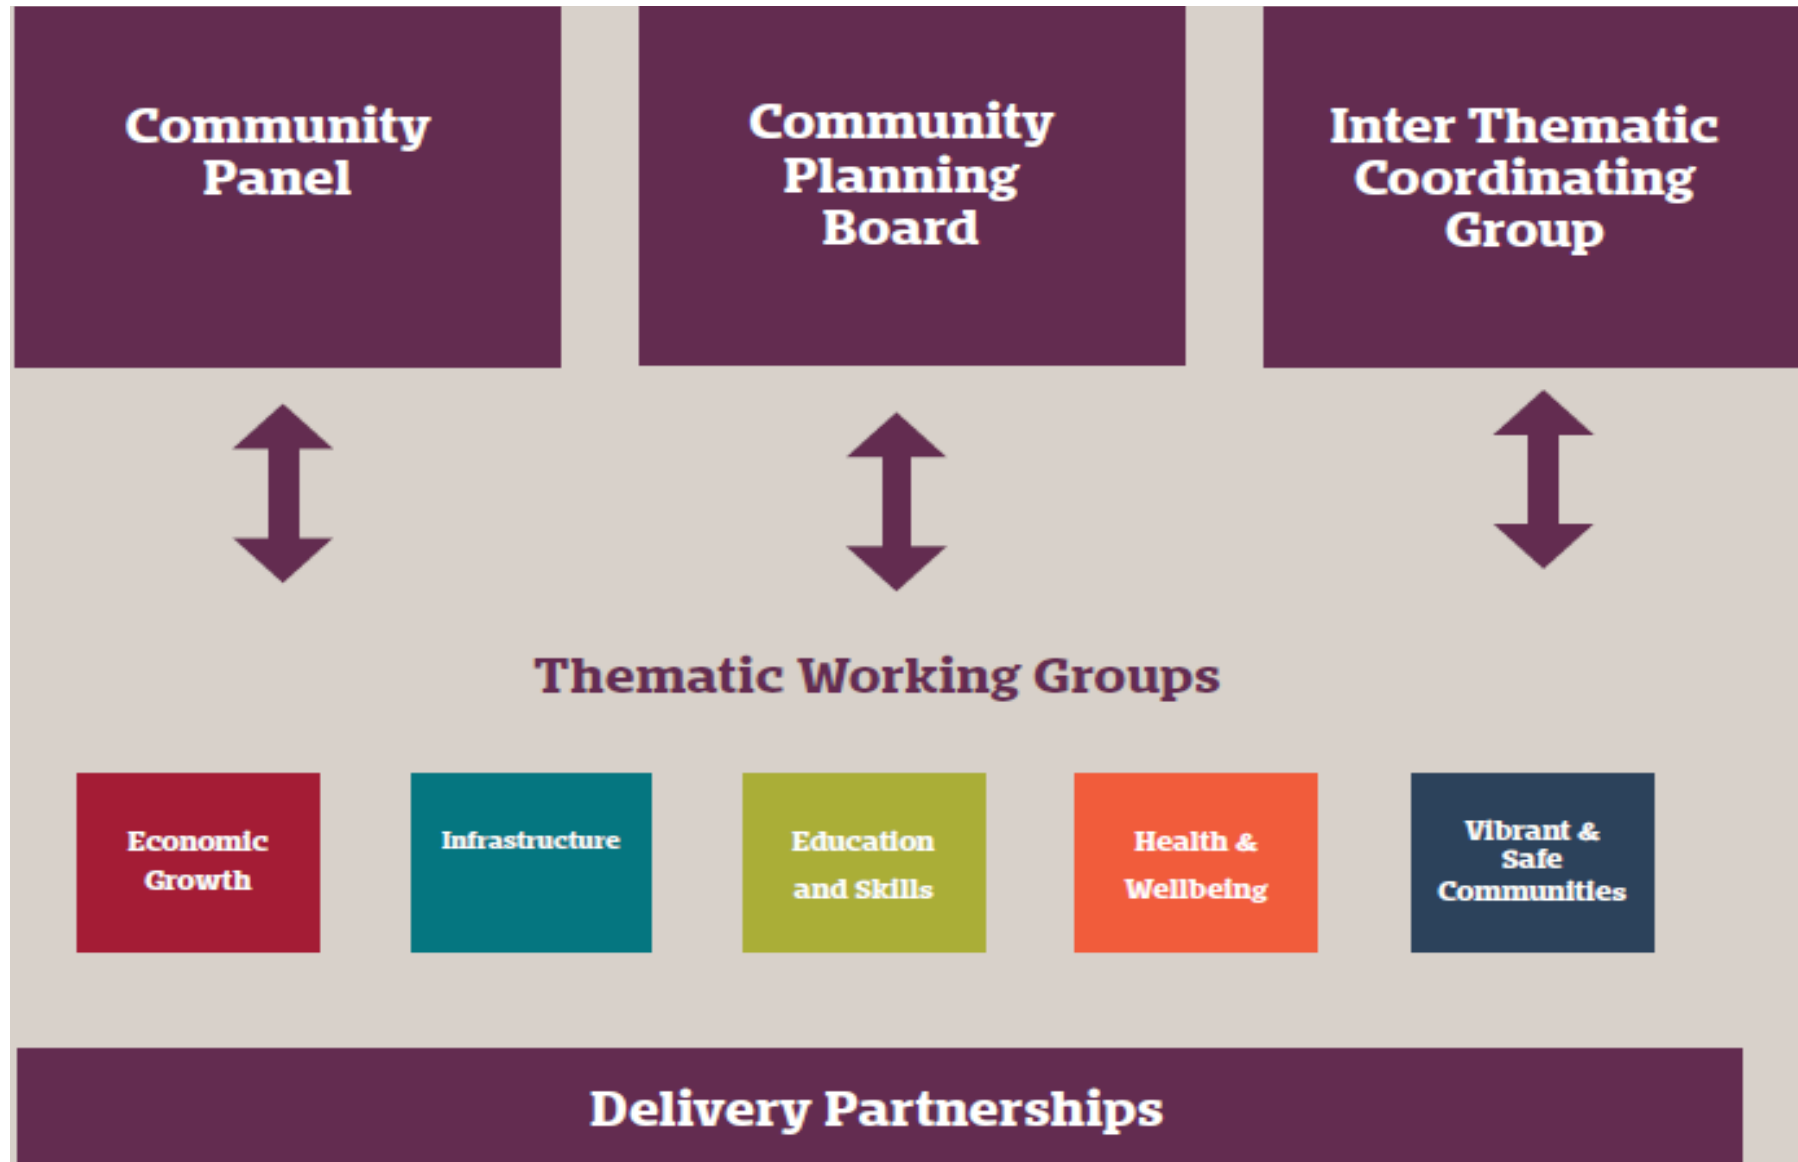 Community
Panel
Community
Planning
Board
Inter Thematic
Coordinating
Group
Thematic Working Groups
Economic
Growth
Infrastructure
Education
and Skills
Health &
Wellbeing
Vibrant &
Safe
Communities
Delivery Partnerships